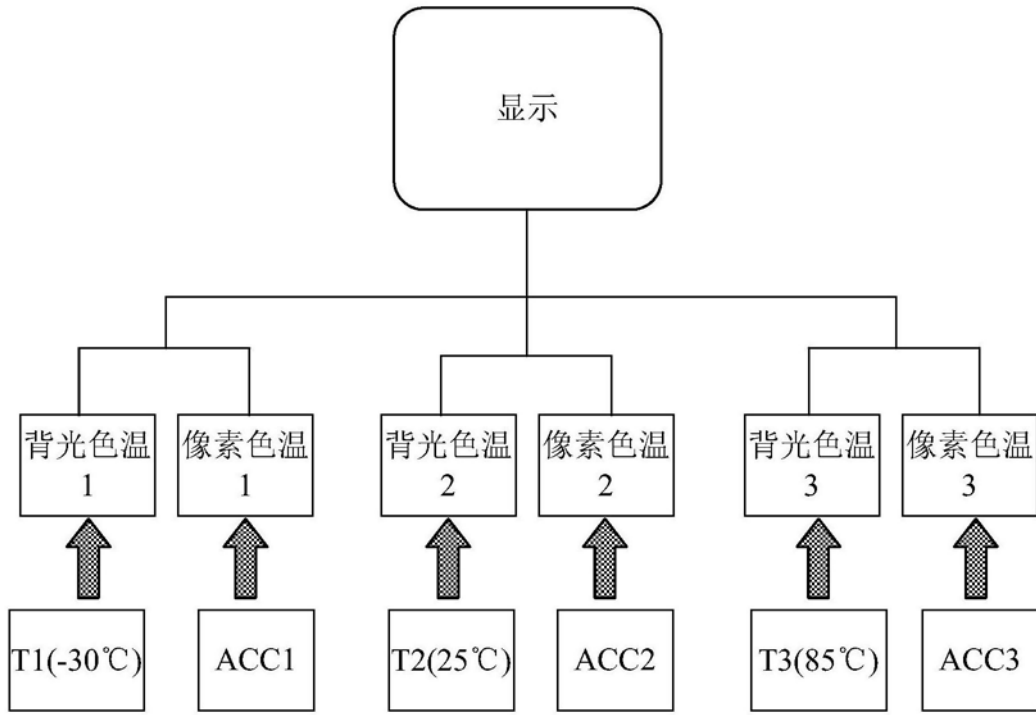 显示
背光色温
1
像素色温
1
背光色温
2
像素色温
2
背光色温
3
像素色温
3
T1(-30℃)
ACC1
T2(25℃)
ACC2
T3(85℃)
ACC3